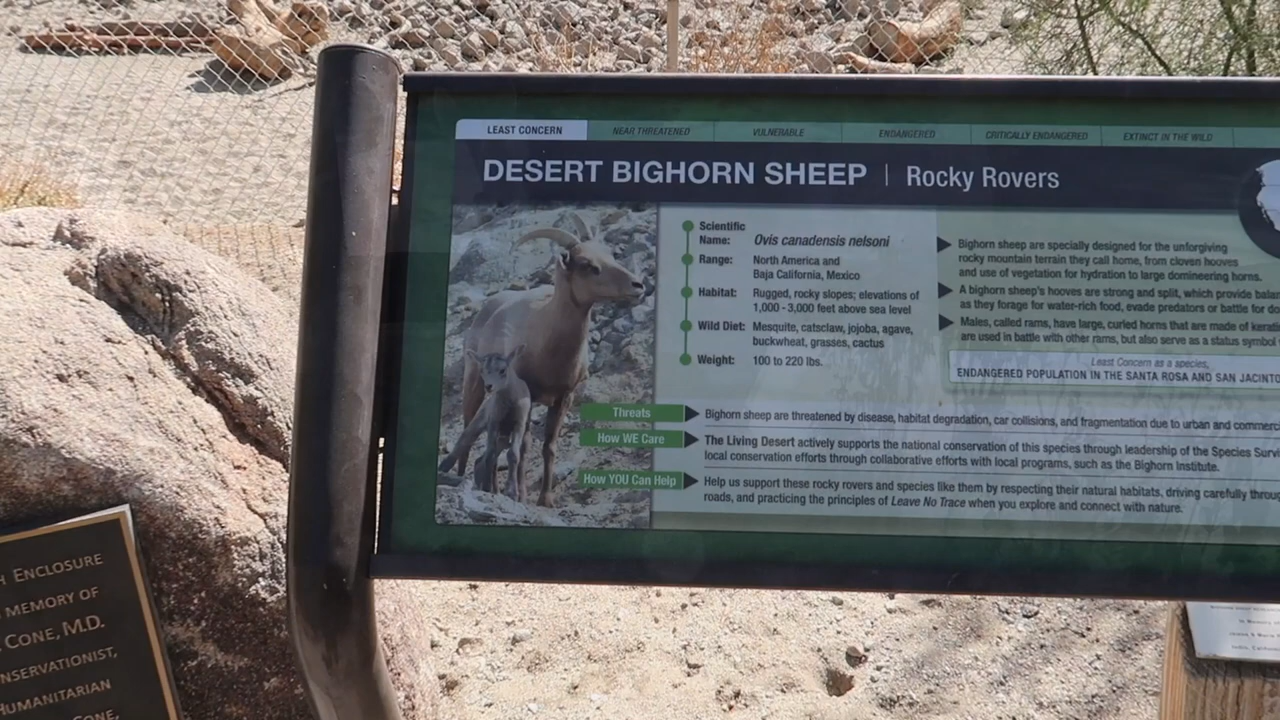 LEAST CONCERN
NEAR THREATENED
VULNERABLE
ENDANGERED
CRITICALLY ENDANGERED
EXTINCT IN THE WILD
DESERT BIGHORN SHEEP | Rocky Rovers
Scientific
Name: Ovis canadensis nelsoni
Range: North America and
Baja California, Mexico
Habitat: Rugged, rocky slopes; elevations of
1,000 - 3,000 feet above sea level
Wild Diet: Mesquite, catsclaw, jojoba, agave,
buckwheat, grasses, cactus
Weight: 100 to 220 lbs.
Bighorn sheep are specially designed for the unforgiving
rocky mountain terrain they call home, from cloven hooves
and use of vegetation for hydration to large domineering horns.
A bighorn sheep's hooves are strong and split, which provide
as they forage for water-rich food, evade predators or battle for
Males, called rams, have large, curled horns that are made of
are used in battle with other rams, but also serve as a status symbol
Least Concern as a species,
ENDANGERED POPULATION IN THE SANTA ROSA AND SAN JACINTO
Threats
Bighorn sheep are threatened by disease, habitat degradation, car collisions, and fragmentation due to urban and
How WE Care
The Living Desert actively supports the national conservation of this species through leadership of the Species
local conservation efforts through collaborative efforts with local programs, such as the Bighorn Institute.
How YOU Can Help
Help us support these rocky rovers and species like them by respecting their natural habitats, driving carefully
roads, and practicing the principles of Leave No Trace when you explore and connect with nature.
ENCLOSURE
MEMORY OF
CONE, M.D.
HUMANITARIAN
CONE,